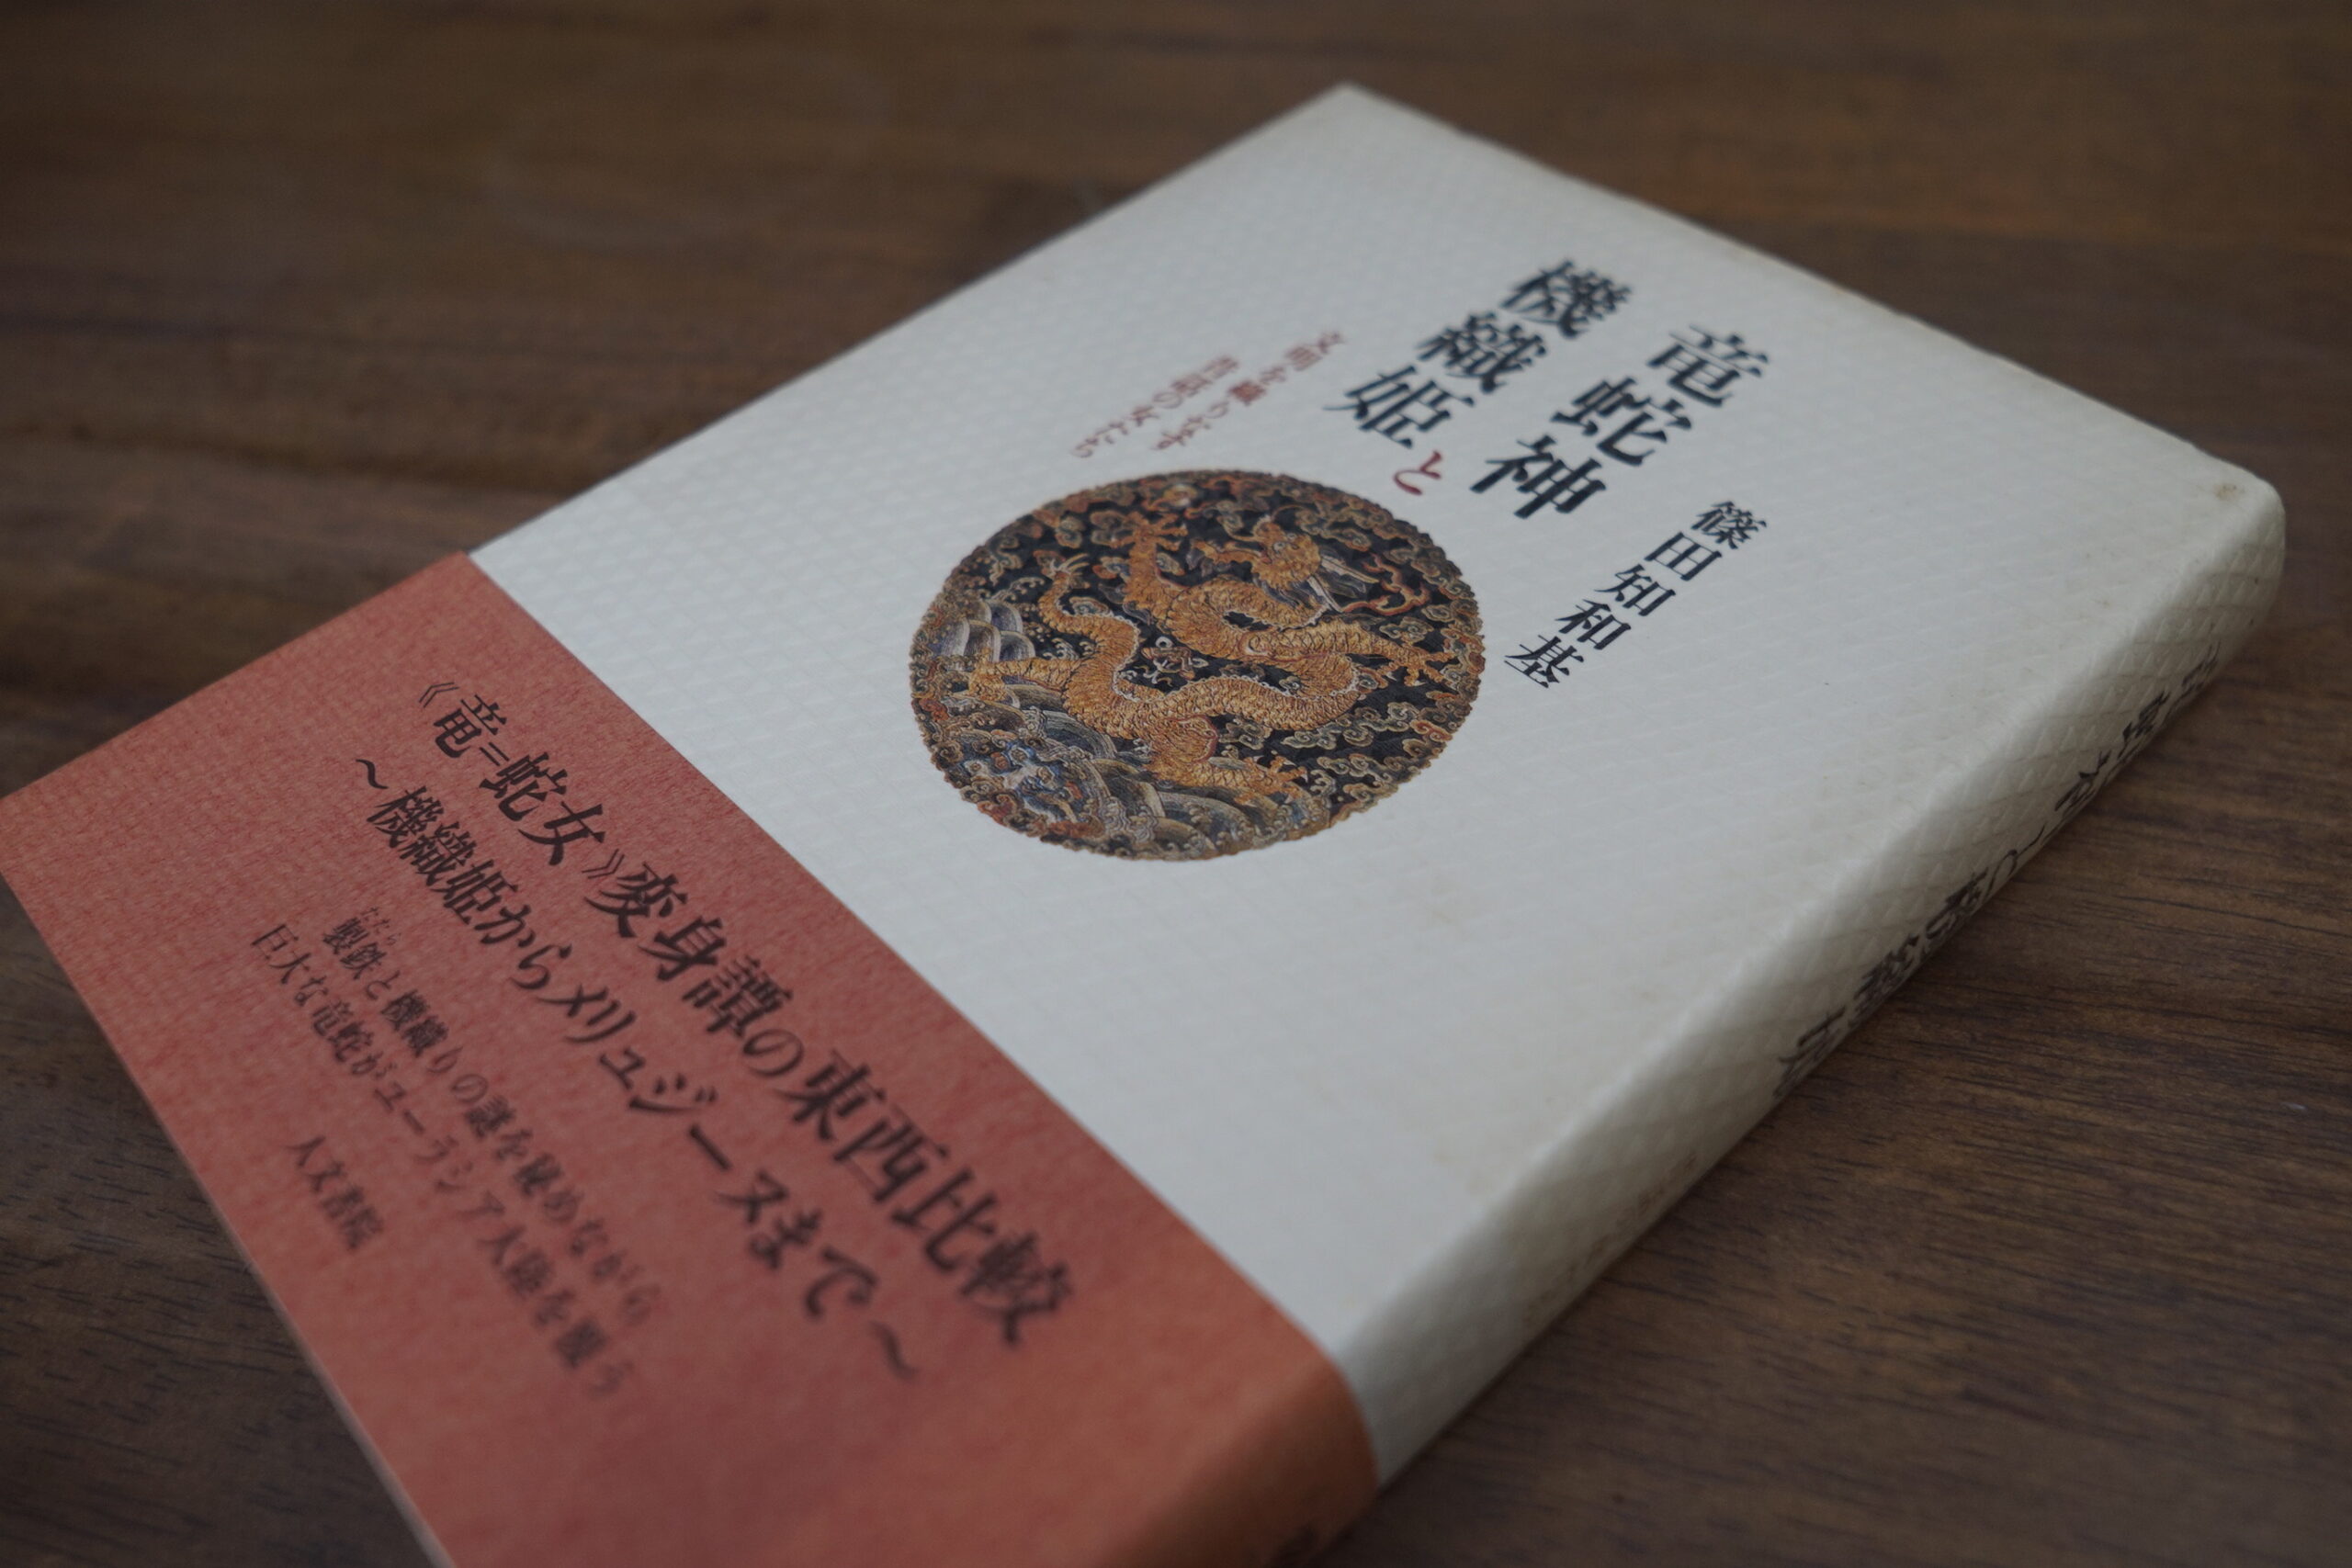 篠田知和基
竜蛇神
と
機織姫
文明を織りなす
昔話の女たち
《竜=蛇女》変身譚の東西比較
～機織姫からメリュジーヌまで～
たたら
製鉄と機織りの謎を秘めながら
巨大な竜蛇がユーラシア大陸を覆う
人文書院